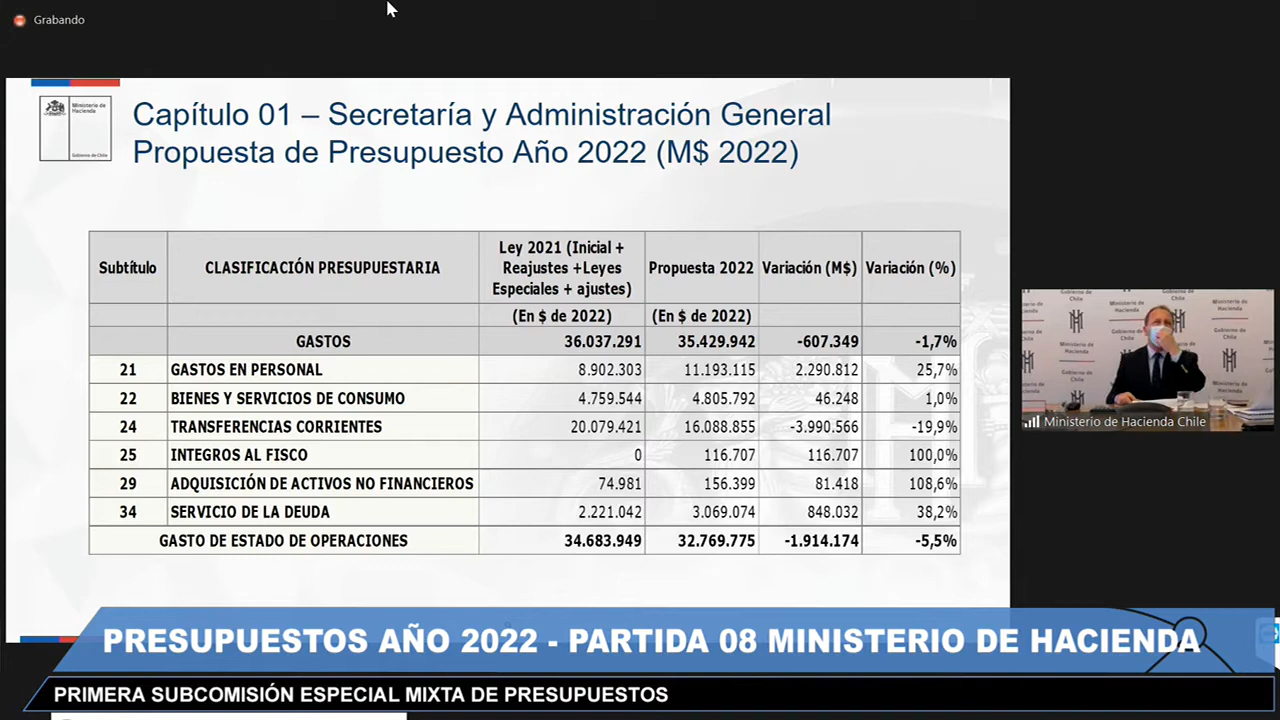 Grabando
Ministerio de
Hacienda
Gobierno de Chile
Capítulo 01 – Secretaría y Administración General
Propuesta de Presupuesto Año 2022 (M$ 2022)
Subtítulo CLASIFICACIÓN PRESUPUESTARIA Ley 2021 (Inicial + Reajustes +Leyes Especiales + ajustes) Propuesta 2022 Variación (M$) Variación (%)
(En $ de 2022) (En $ de 2022)
GASTOS 36.037.291 35.429.942 -607.349 -1,7%
21 GASTOS EN PERSONAL 8.902.303 11.193.115 2.290.812 25,7%
22 BIENES Y SERVICIOS DE CONSUMO 4.759.544 4.805.792 46.248 1,0%
24 TRANSFERENCIAS CORRIENTES 20.079.421 16.088.855 -3.990.566 -19,9%
25 INTEGROS AL FISCO 0 116.707 116.707 100,0%
29 ADQUISICIÓN DE ACTIVOS NO FINANCIEROS 74.981 156.399 81.418 108,6%
34 SERVICIO DE LA DEUDA 2.221.042 3.069.074 848.032 38,2%
GASTO DE ESTADO DE OPERACIONES 34.683.949 32.769.775 -1.914.174 -5,5%
Gobierno de
Chile
Ministerio de
Hacienda
Ministerio de Hacienda Chile
PRESUPUESTOS AÑO 2022 - PARTIDA 08 MINISTERIO DE HACIENDA
PRIMERA SUBCOMISIÓN ESPECIAL MIXTA DE PRESUPUESTOS